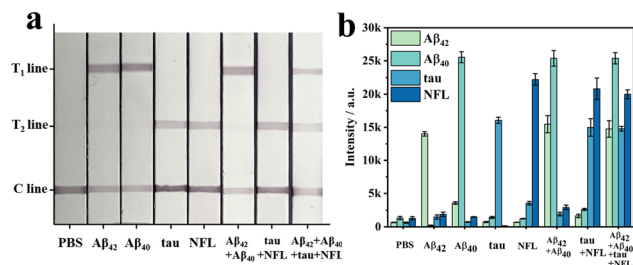 a
T₁ line
T₂ line
C line
PBS
Aβ₄₂
Aβ₄₀
tau
NFL
Aβ₄₂
+Aβ₄₀
tau
+NFL
Aβ₄₂+Aβ₄₀
+tau+NFL
b
Intensity / a.u.
30k
25k
20k
15k
10k
5k
0
Aβ₄₂
Aβ₄₀
tau
NFL
PBS
Aβ₄₂
Aβ₄₀
tau
NFL
Aβ₄₂
+Aβ₄₀
tau
+NFL
Aβ₄₂
+Aβ₄₀
+tau
+NFL